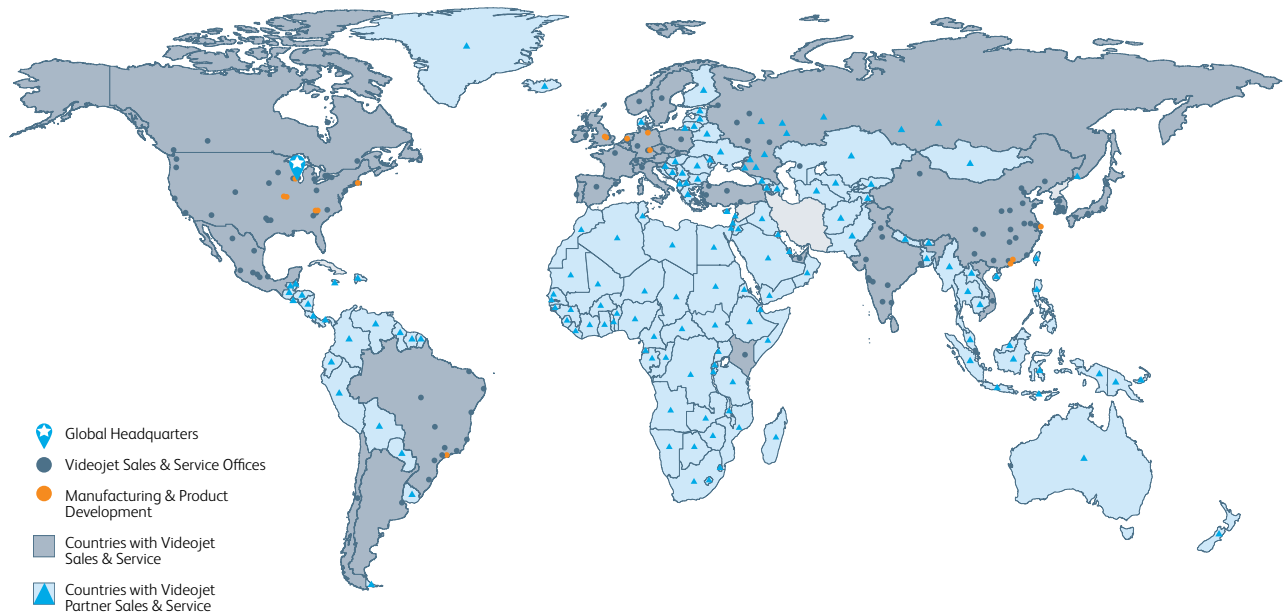 Global Headquarters
Videojet Sales & Service Offices
Manufacturing & Product
Development
Countries with Videojet
Sales & Service
Countries with Videojet
Partner Sales & Service